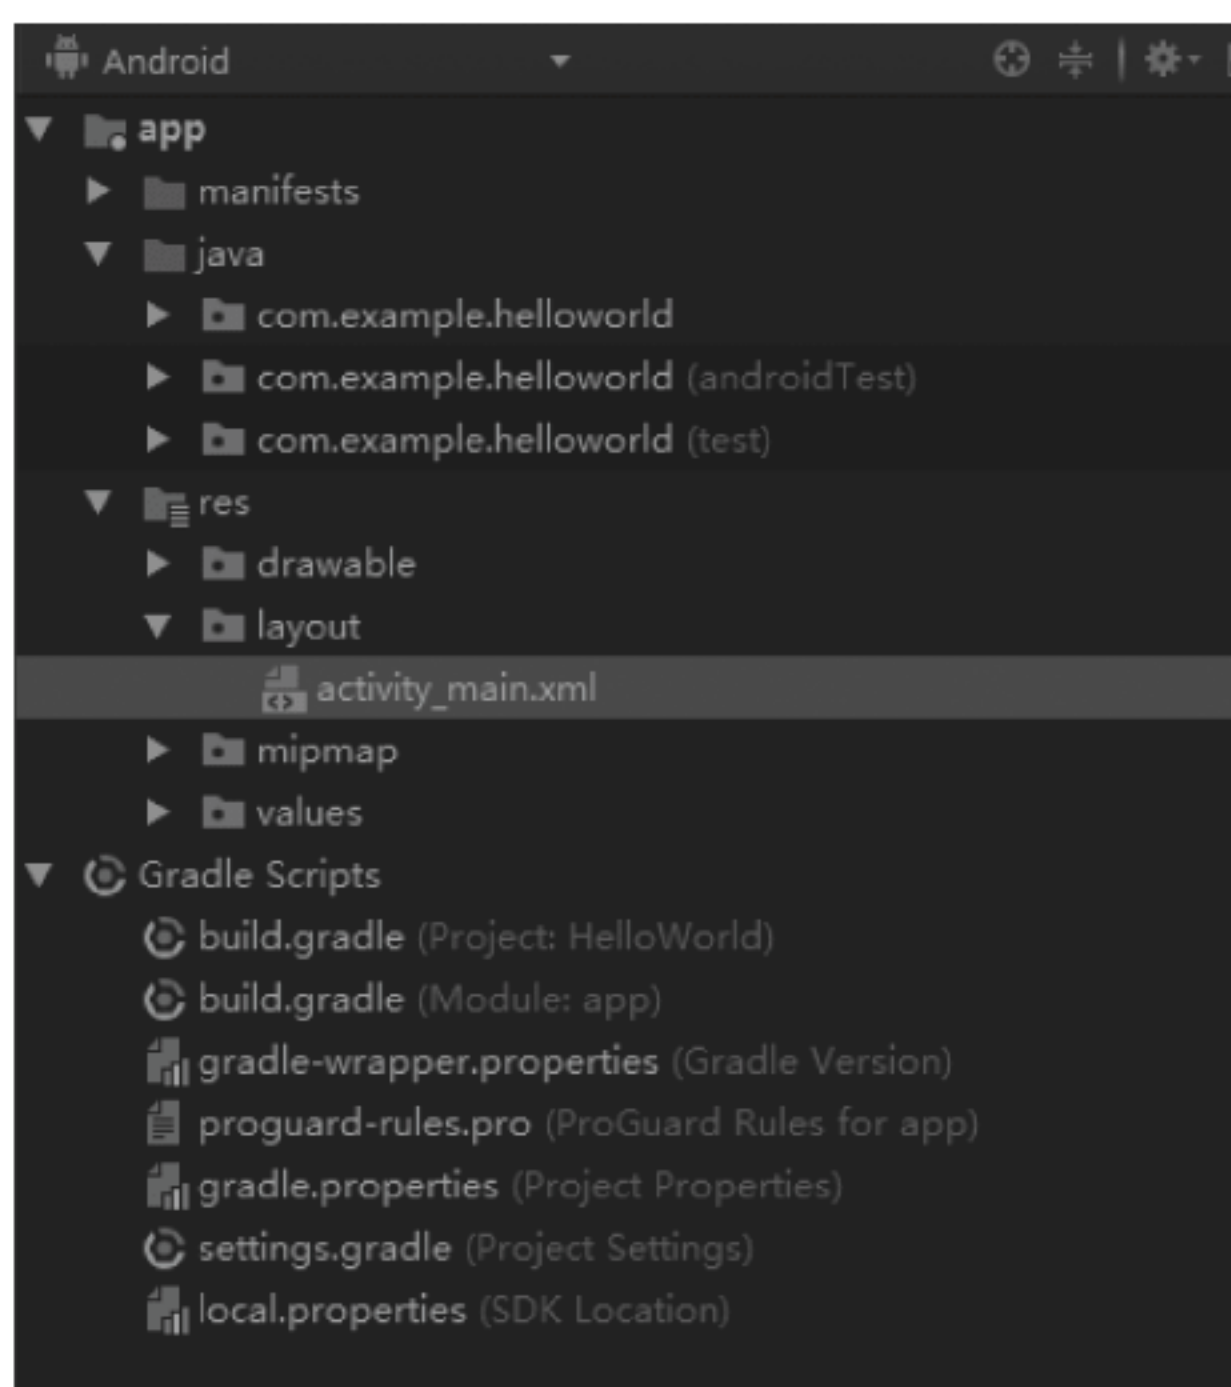 Android
app
manifests
java
com.example.helloworld
com.example.helloworld (androidTest)
com.example.helloworld (test)
res
drawable
layout
activity_main.xml
mipmap
values
Gradle Scripts
build.gradle (Project: HelloWorld)
build.gradle (Module: app)
gradle-wrapper.properties (Gradle Version)
proguard-rules.pro (ProGuard Rules for app)
gradle.properties (Project Properties)
settings.gradle (Project Settings)
local.properties (SDK Location)